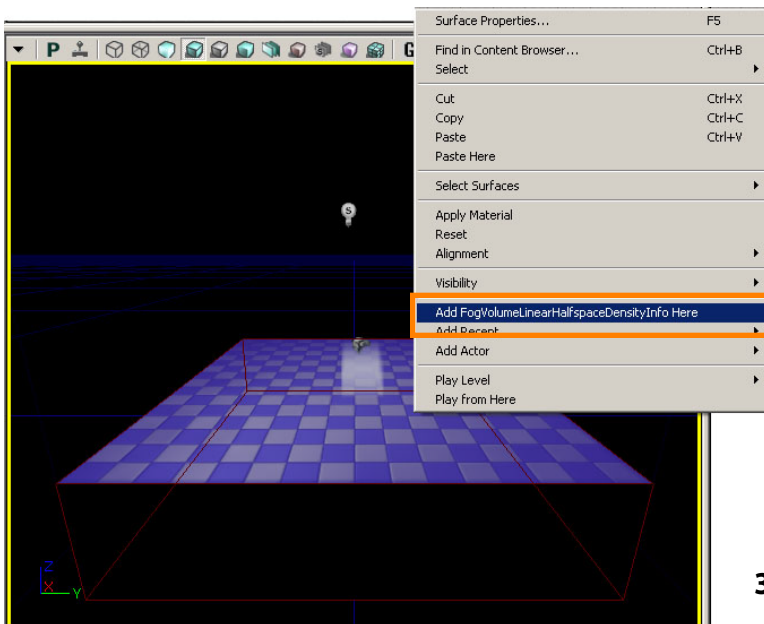 Surface Properties... F5
Find in Content Browser... Ctrl+B
Select
Cut Ctrl+X
Copy Ctrl+C
Paste Ctrl+V
Paste Here
Select Surfaces
Apply Material
Reset
Alignment
Visibility
Add FogVolumeLinearHalfspaceDensityInfo Here
Add Recent
Add Actor
Play Level
Play from Here
P G
S
Z
X Y
3